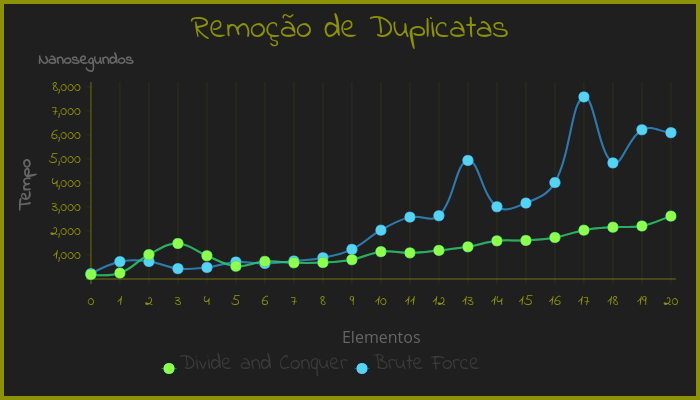 Remoção de Duplicatas
Nanosegundos
8,000
7,000
6,000
5,000
4,000
3,000
2,000
1,000
Tempo
0 1 2 3 4 5 6 7 8 9 10 11 12 13 14 15 16 17 18 19 20
Elementos
Divide and Conquer Brute Force